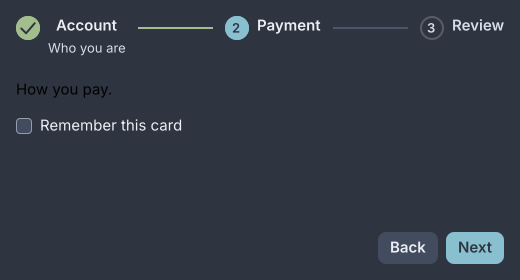 Account
Who you are
2 Payment
3 Review
How you pay.
Remember this card
Back Next